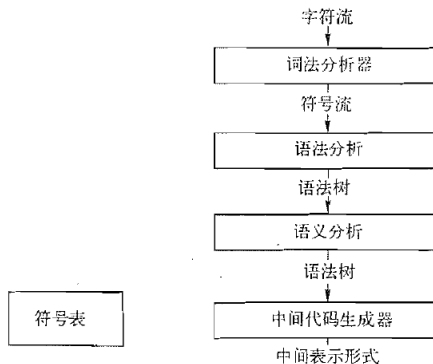 字符流
词法分析器
符号流
语法分析
语法树
语义分析
语法树
符号表
中间代码生成器
中间表示形式